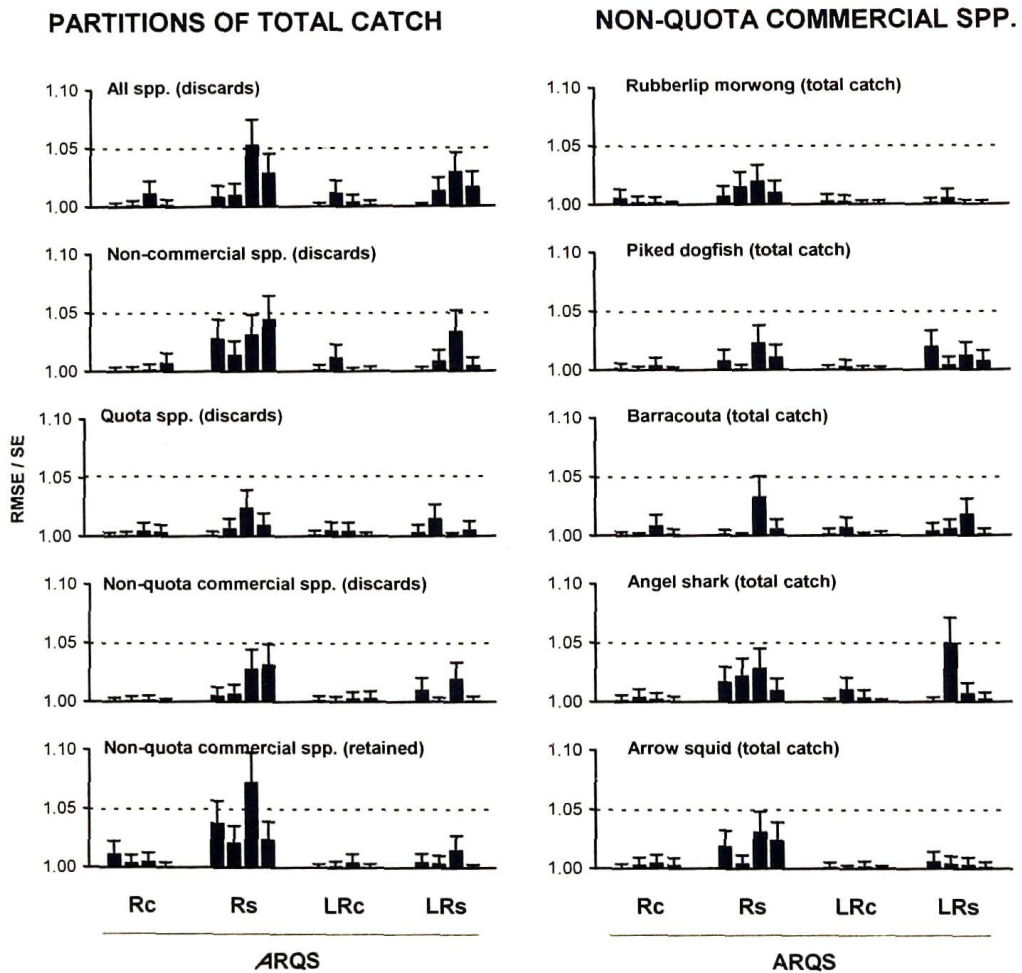 PARTITIONS OF TOTAL CATCH
NON-QUOTA COMMERCIAL SPP.
All spp. (discards)
1.10
1.05
1.00
Non-commercial spp. (discards)
1.10
1.05
1.00
Quota spp. (discards)
1.10
1.05
1.00
RMSE / SE
Non-quota commercial spp. (discards)
1.10
1.05
1.00
Non-quota commercial spp. (retained)
1.10
1.05
1.00
Rc Rs LRc LRs
ARQS
Rubberlip morwong (total catch)
1.10
1.05
1.00
Piked dogfish (total catch)
1.10
1.05
1.00
Barracouta (total catch)
1.10
1.05
1.00
Angel shark (total catch)
1.10
1.05
1.00
Arrow squid (total catch)
1.10
1.05
1.00
Rc Rs LRc LRs
ARQS